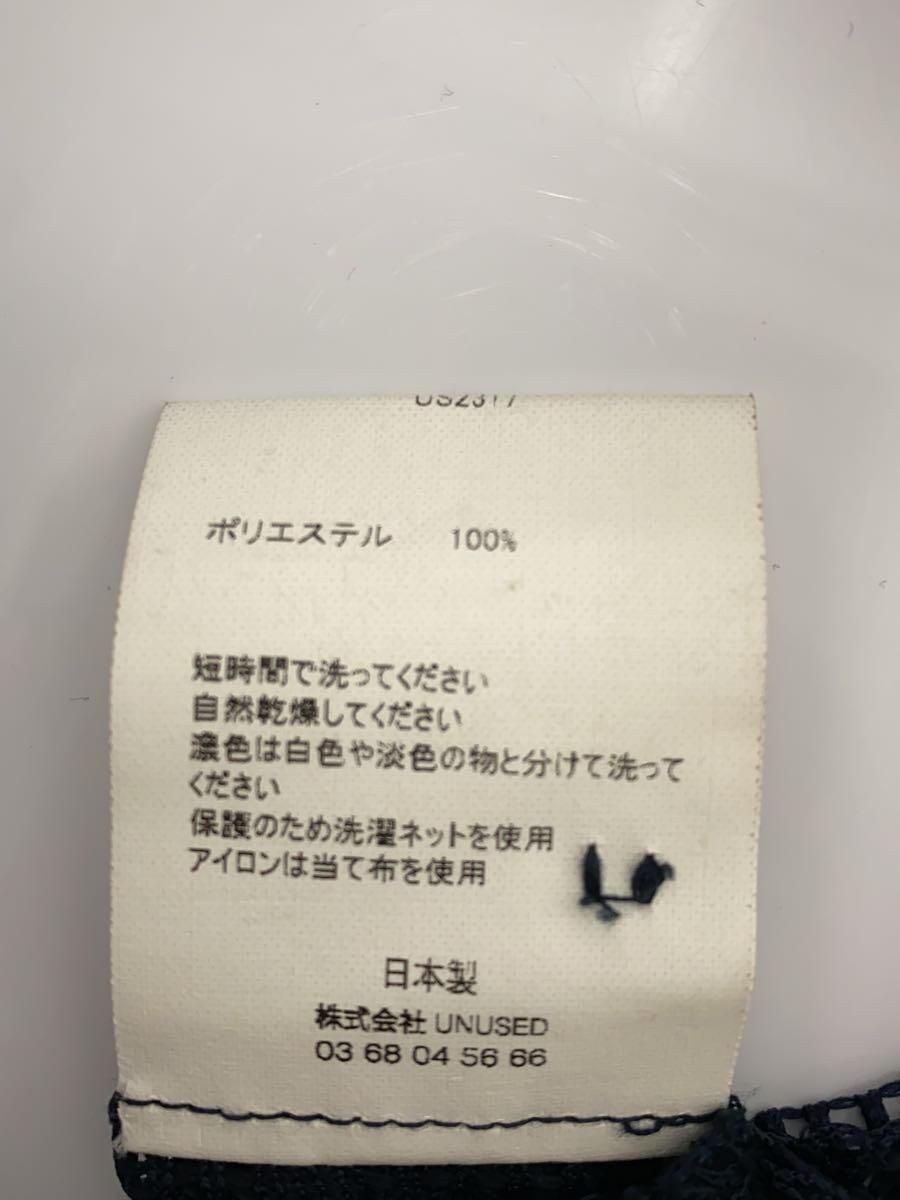 US2317
ポリエステル 100%
短時間で洗ってください
自然乾燥してください
濃色は白色や淡色の物と分けて洗って
ください
保護のため洗濯ネットを使用
アイロンは当て布を使用
日本製
株式会社 UNUSED
03 68 04 56 66